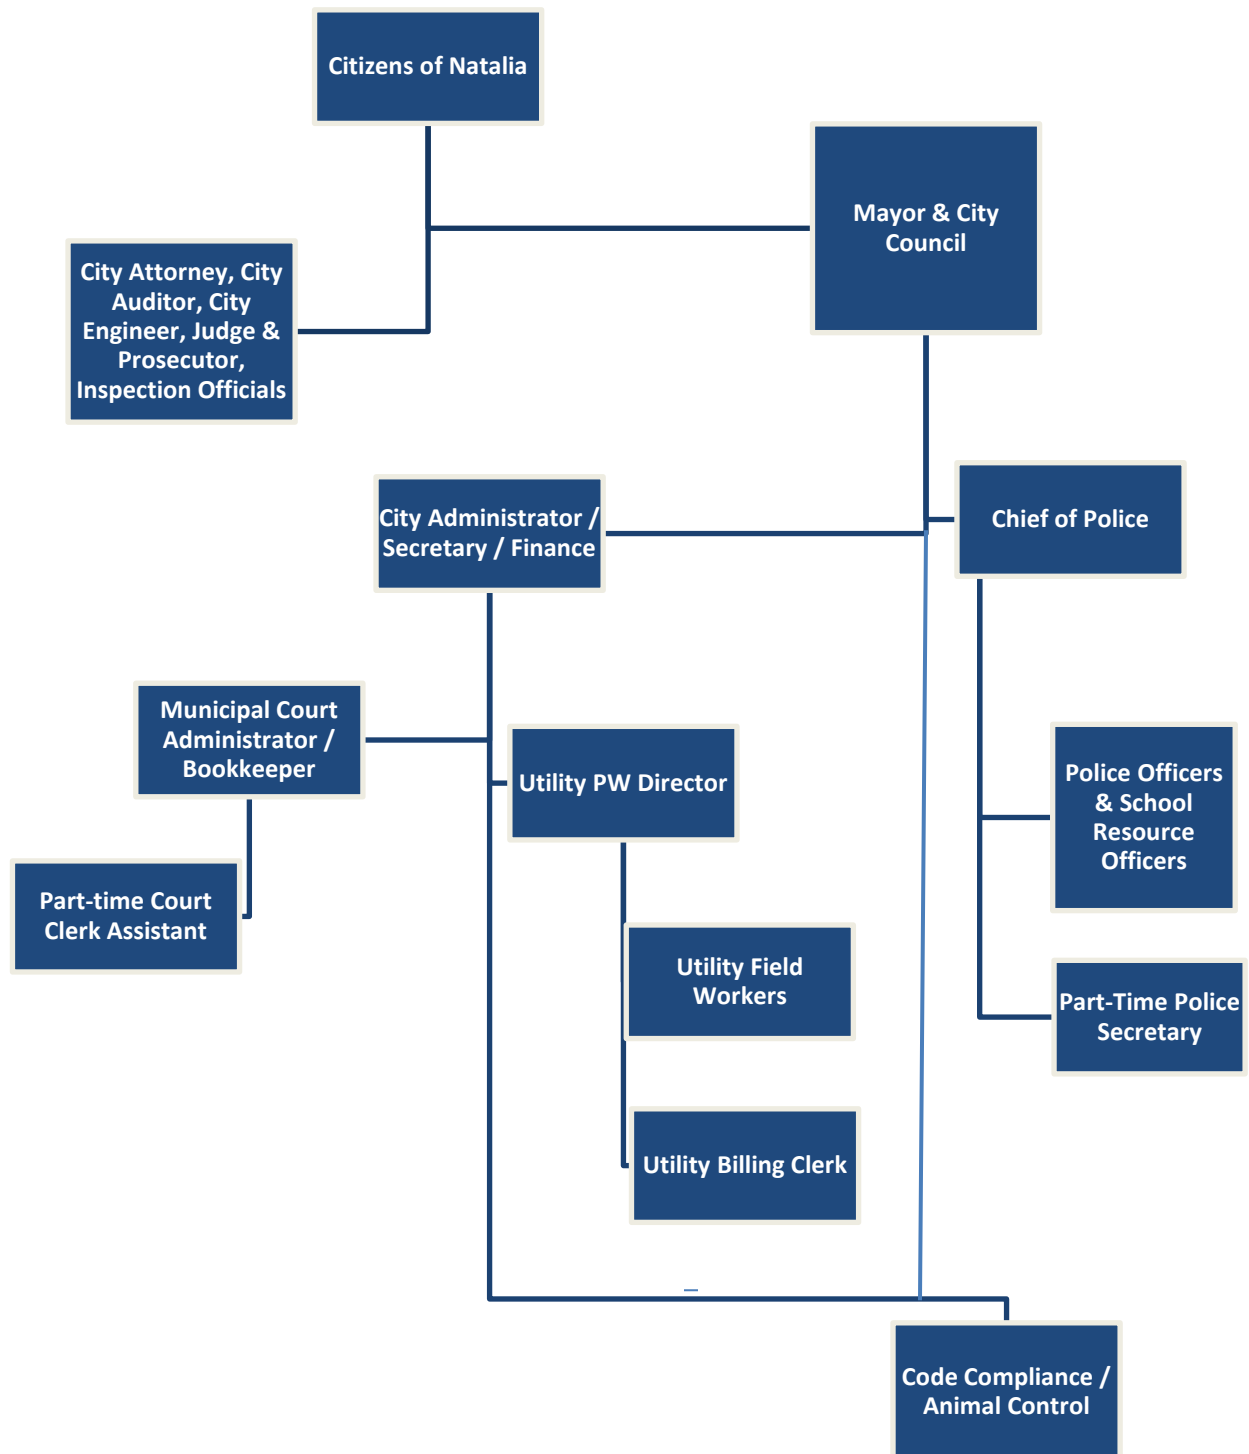 Citizens of Natalia
Mayor & City
Council
City Attorney, City
Auditor, City
Engineer, Judge &
Prosecutor,
Inspection Officials
City Administrator /
Secretary / Finance
Chief of Police
Municipal Court
Administrator /
Bookkeeper
Utility PW Director
Police Officers
& School
Resource
Officers
Part-time Court
Clerk Assistant
Utility Field
Workers
Part-Time Police
Secretary
Utility Billing Clerk
Code Compliance /
Animal Control